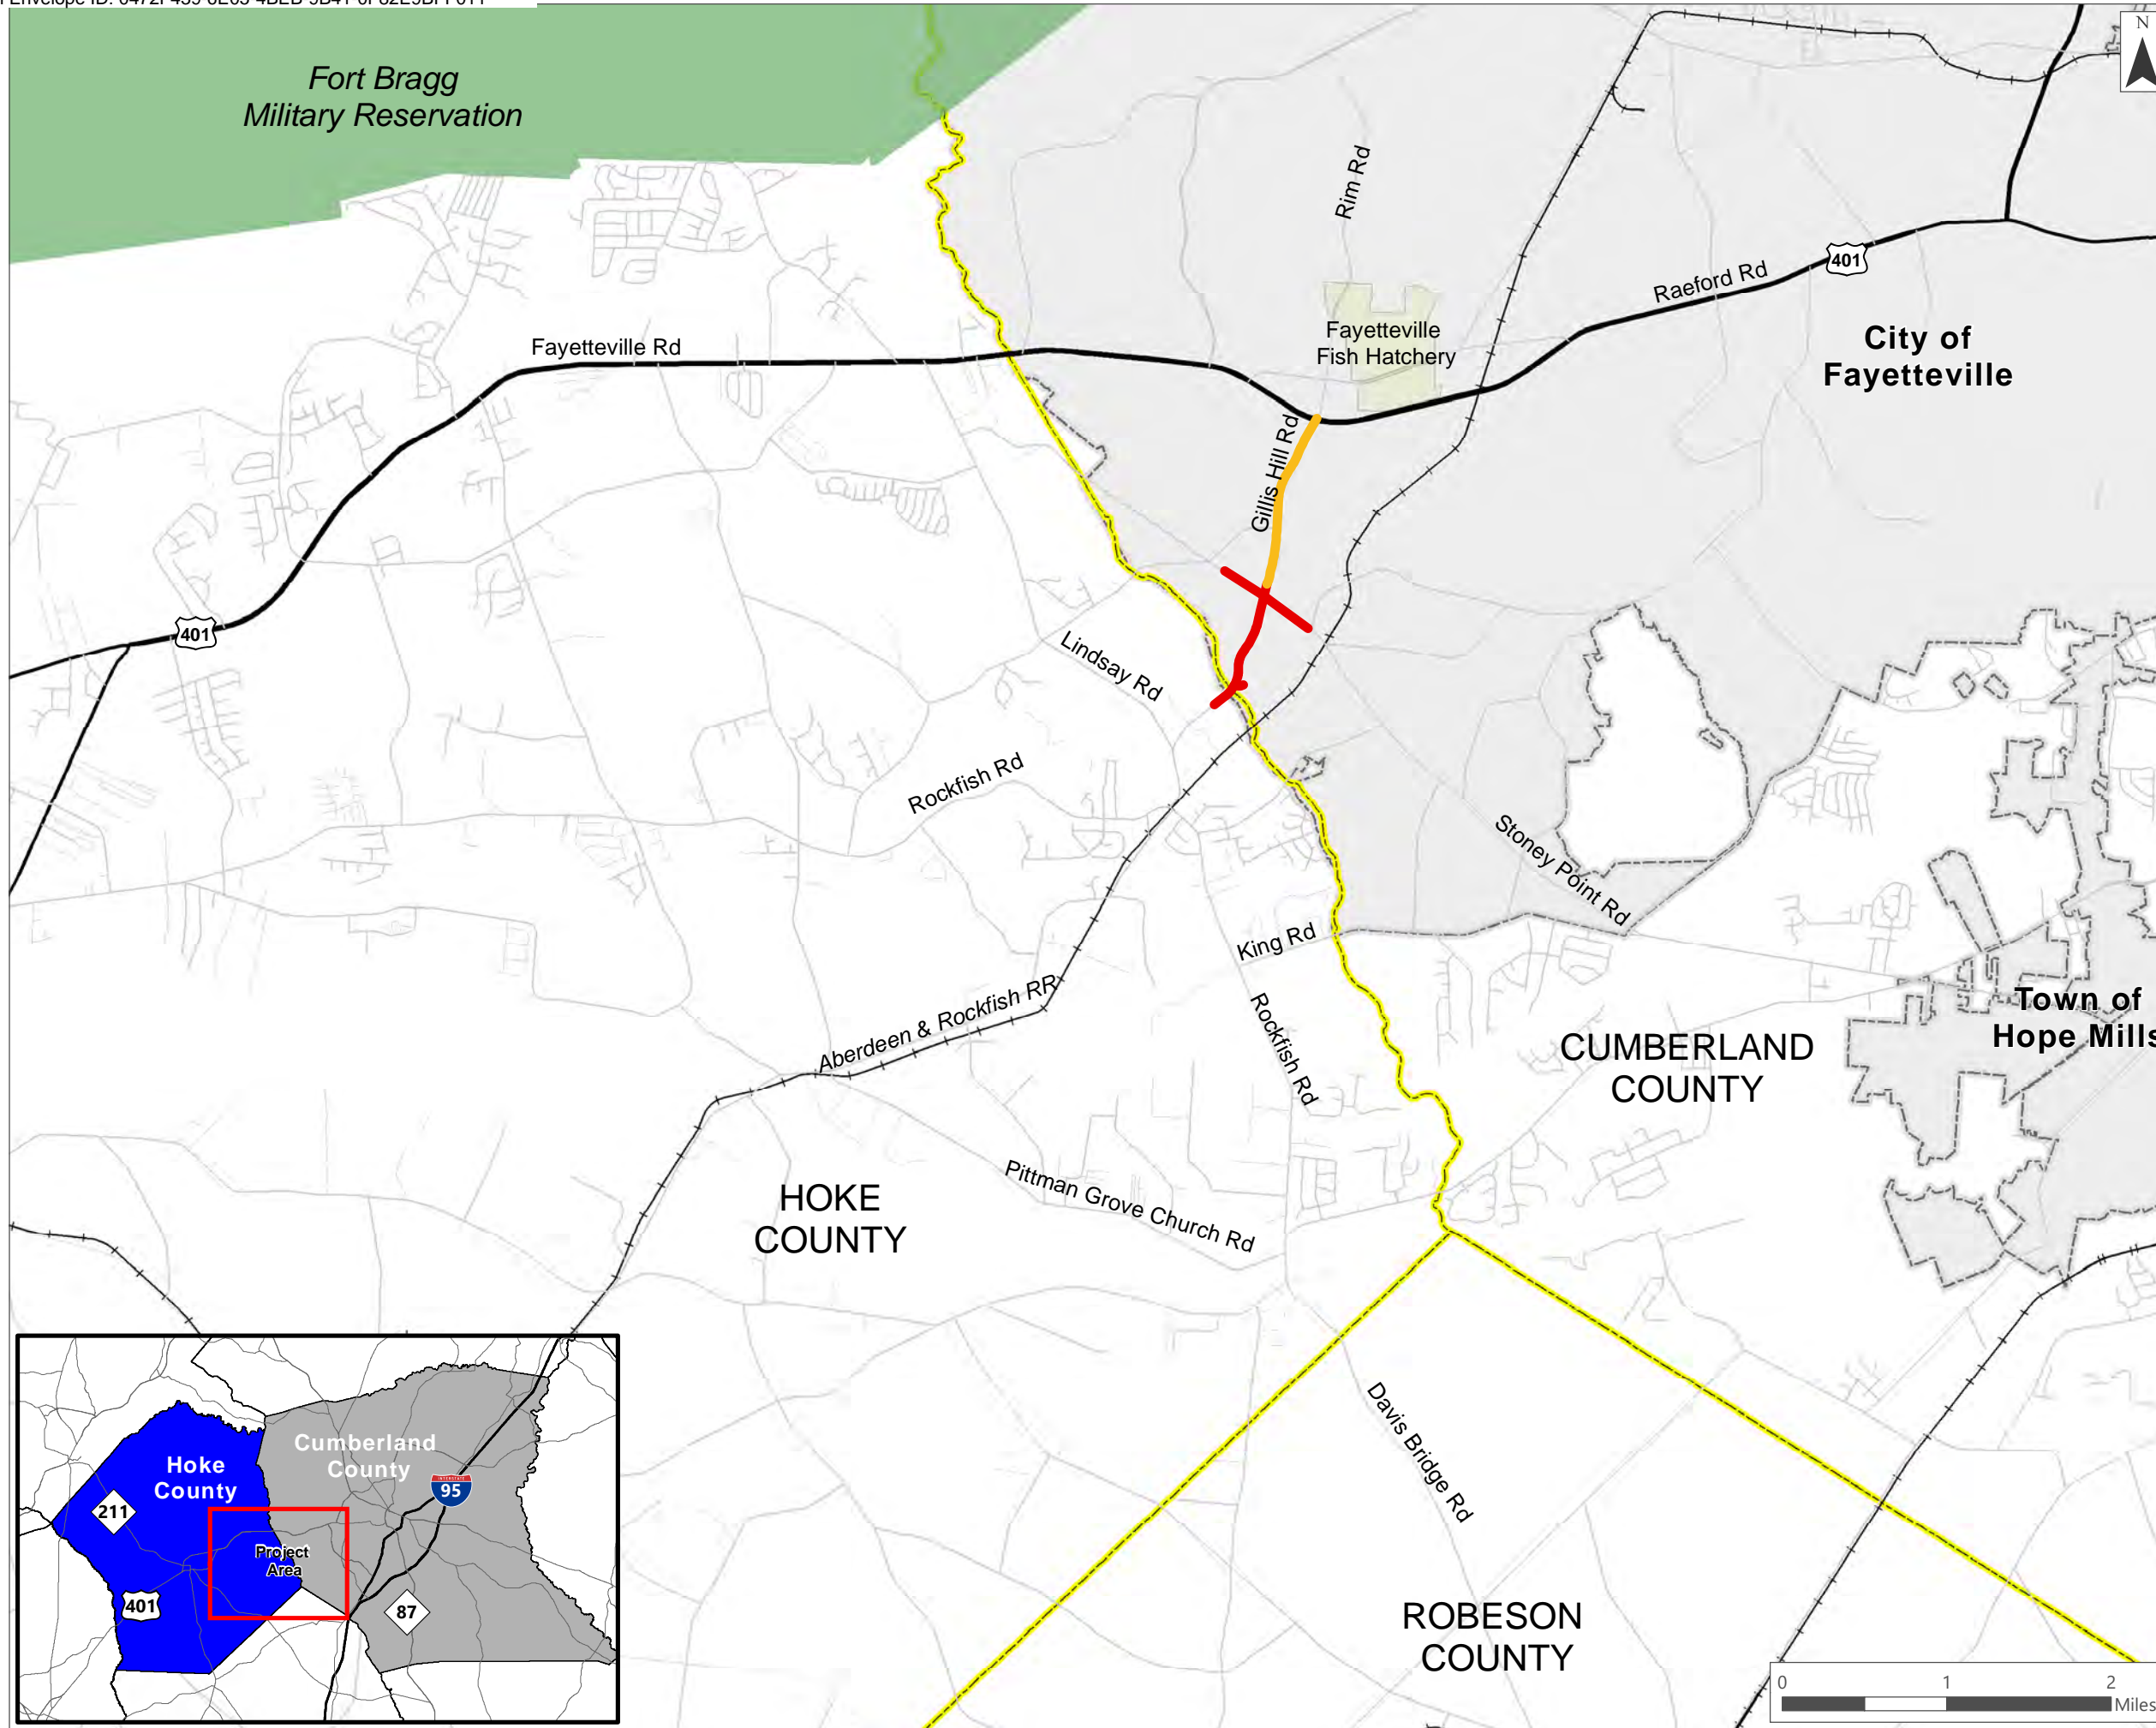 Fort Bragg
Military Reservation
N
Rim Rd
401
Raeford Rd
Fayetteville
Fish Hatchery
City of
Fayetteville
Fayetteville Rd
Gillis Hill Rd
401
Lindsay Rd
Rockfish Rd
Stoney Point Rd
King Rd
Aberdeen & Rockfish RR
Rockfish Rd
Town of
Hope Mills
CUMBERLAND
COUNTY
HOKE
COUNTY
Pittman Grove Church Rd
Davis Bridge Rd
ROBESON
COUNTY
Cumberland
County
Hoke
County
INTERSTATE
95
211
Project
Area
401
87
0 1 2
Miles